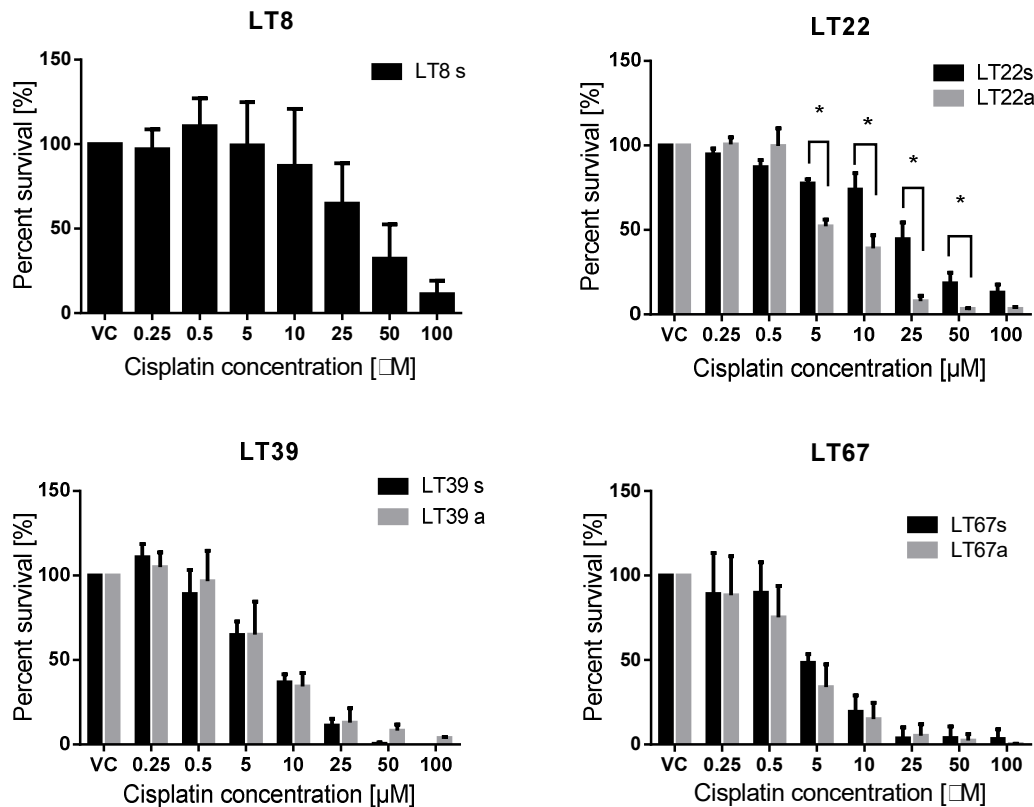 LT8
LT8 s
Percent survival [%]
150
100
50
0
VC 0.25 0.5 5 10 25 50 100
Cisplatin concentration [□M]
LT22
LT22s
LT22a
Percent survival [%]
150
100
50
0
* * * *
VC 0.25 0.5 5 10 25 50 100
Cisplatin concentration [µM]
LT39
LT39 s
LT39 a
Percent survival [%]
150
100
50
0
VC 0.25 0.5 5 10 25 50 100
Cisplatin concentration [µM]
LT67
LT67s
LT67a
Percent survival [%]
150
100
50
0
VC 0.25 0.5 5 10 25 50 100
Cisplatin concentration [□M]